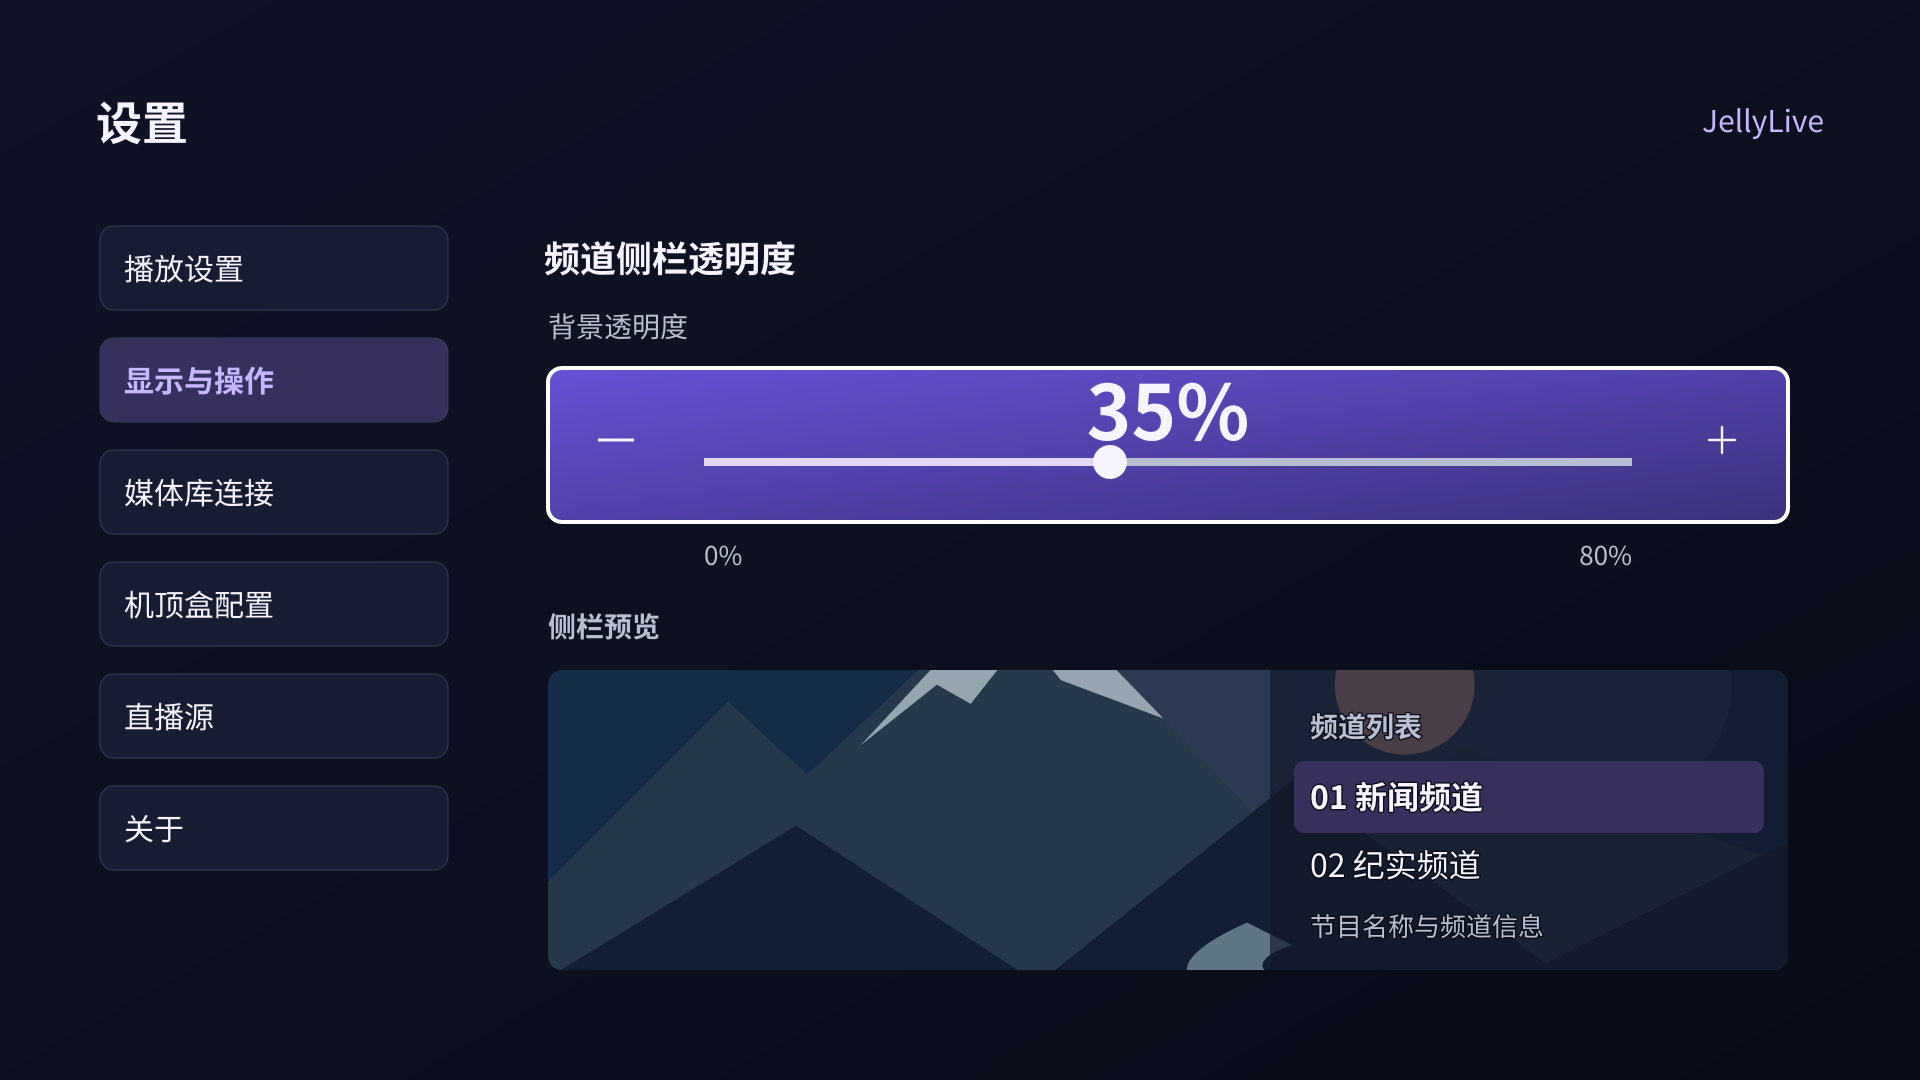 设置
JellyLive
播放设置
显示与操作
媒体库连接
机顶盒配置
直播源
关于
频道侧栏透明度
背景透明度
35%
0%
80%
侧栏预览
频道列表
01 新闻频道
02 纪实频道
节目名称与频道信息